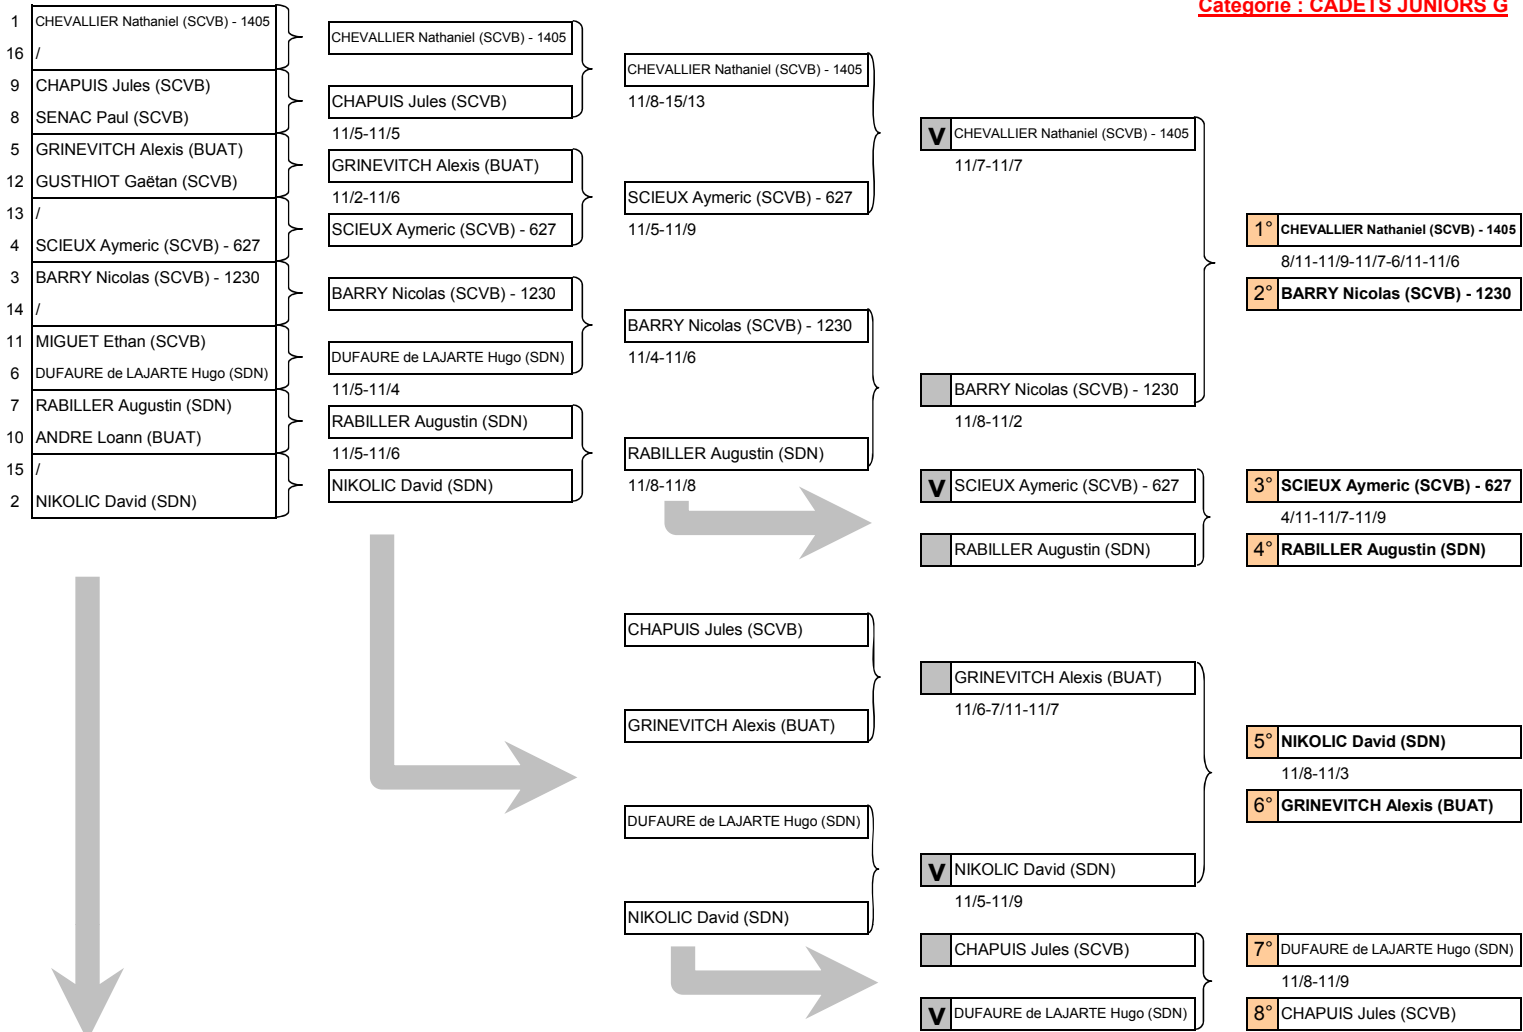 Catégorie : CADETS JUNIORS G
1 CHEVALLIER Nathaniel (SCVB) - 1405
16 /
9 CHAPUIS Jules (SCVB)
8 SENAC Paul (SCVB)
5 GRINEVITCH Alexis (BUAT)
12 GUSTHIOT Gaëtan (SCVB)
13 /
4 SCIEUX Aymeric (SCVB) - 627
3 BARRY Nicolas (SCVB) - 1230
14 /
11 MIGUET Ethan (SCVB)
6 DUFAURE de LAJARTE Hugo (SDN)
7 RABILLER Augustin (SDN)
10 ANDRE Loann (BUAT)
15 /
2 NIKOLIC David (SDN)
CHEVALLIER Nathaniel (SCVB) - 1405
CHAPUIS Jules (SCVB)
11/5-11/5
GRINEVITCH Alexis (BUAT)
11/2-11/6
SCIEUX Aymeric (SCVB) - 627
BARRY Nicolas (SCVB) - 1230
DUFAURE de LAJARTE Hugo (SDN)
11/5-11/4
RABILLER Augustin (SDN)
11/5-11/6
NIKOLIC David (SDN)
CHEVALLIER Nathaniel (SCVB) - 1405
11/8-15/13
SCIEUX Aymeric (SCVB) - 627
11/5-11/9
BARRY Nicolas (SCVB) - 1230
11/4-11/6
RABILLER Augustin (SDN)
11/8-11/8
CHAPUIS Jules (SCVB)
GRINEVITCH Alexis (BUAT)
DUFAURE de LAJARTE Hugo (SDN)
NIKOLIC David (SDN)
V CHEVALLIER Nathaniel (SCVB) - 1405
11/7-11/7
BARRY Nicolas (SCVB) - 1230
11/8-11/2
V SCIEUX Aymeric (SCVB) - 627
RABILLER Augustin (SDN)
GRINEVITCH Alexis (BUAT)
11/6-7/11-11/7
V NIKOLIC David (SDN)
11/5-11/9
CHAPUIS Jules (SCVB)
V DUFAURE de LAJARTE Hugo (SDN)
1° CHEVALLIER Nathaniel (SCVB) - 1405
8/11-11/9-11/7-6/11-11/6
2° BARRY Nicolas (SCVB) - 1230
3° SCIEUX Aymeric (SCVB) - 627
4/11-11/7-11/9
4° RABILLER Augustin (SDN)
5° NIKOLIC David (SDN)
11/8-11/3
6° GRINEVITCH Alexis (BUAT)
7° DUFAURE de LAJARTE Hugo (SDN)
11/8-11/9
8° CHAPUIS Jules (SCVB)